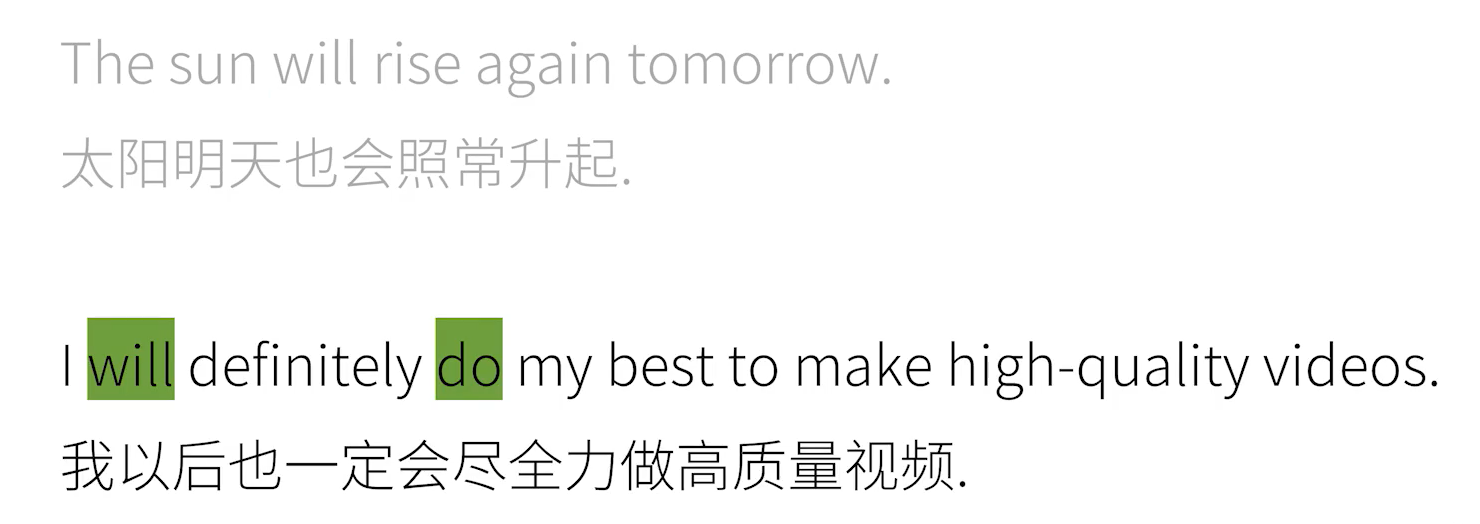 The sun will rise again tomorrow.
太阳明天也会照常升起.
I will definitely do my best to make high-quality videos.
我以后也一定会尽全力做高质量视频.